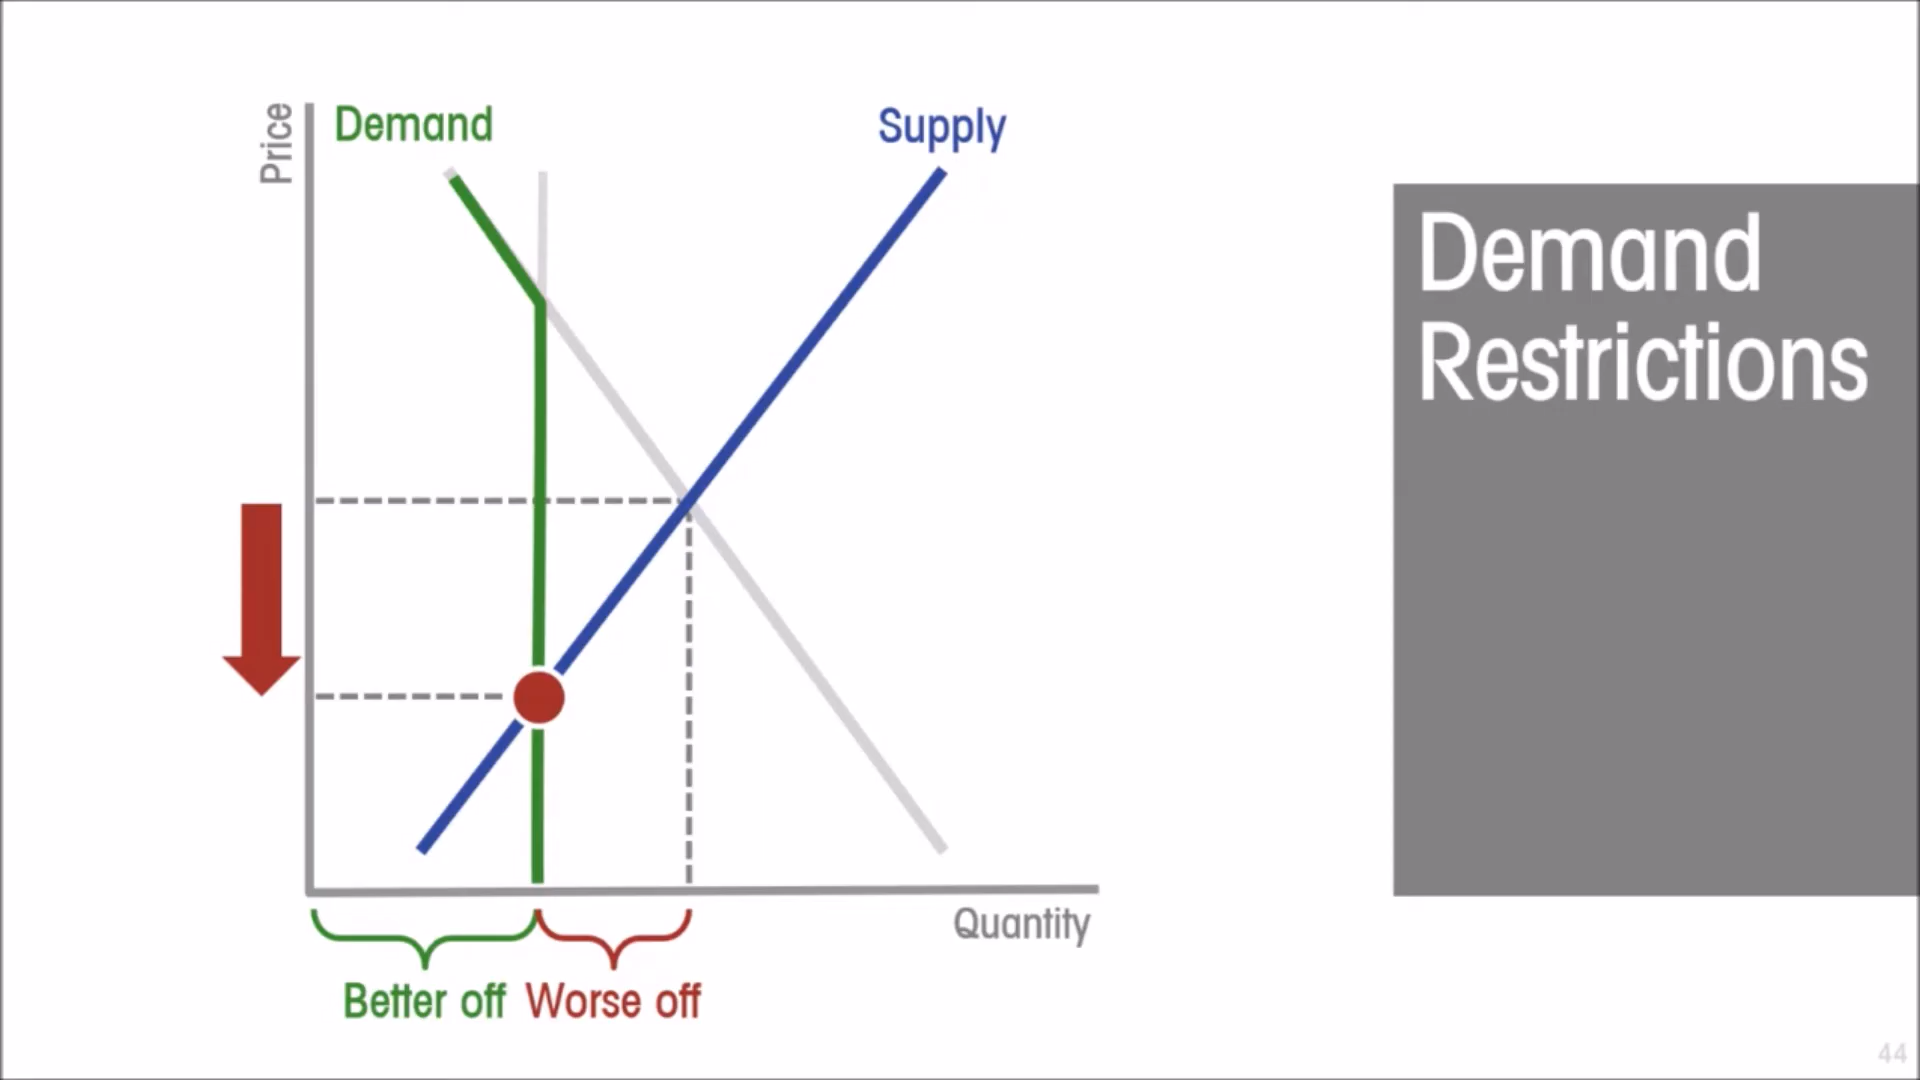 Price
Demand
Supply
Demand
Restrictions
Quantity
Better off
Worse off
44